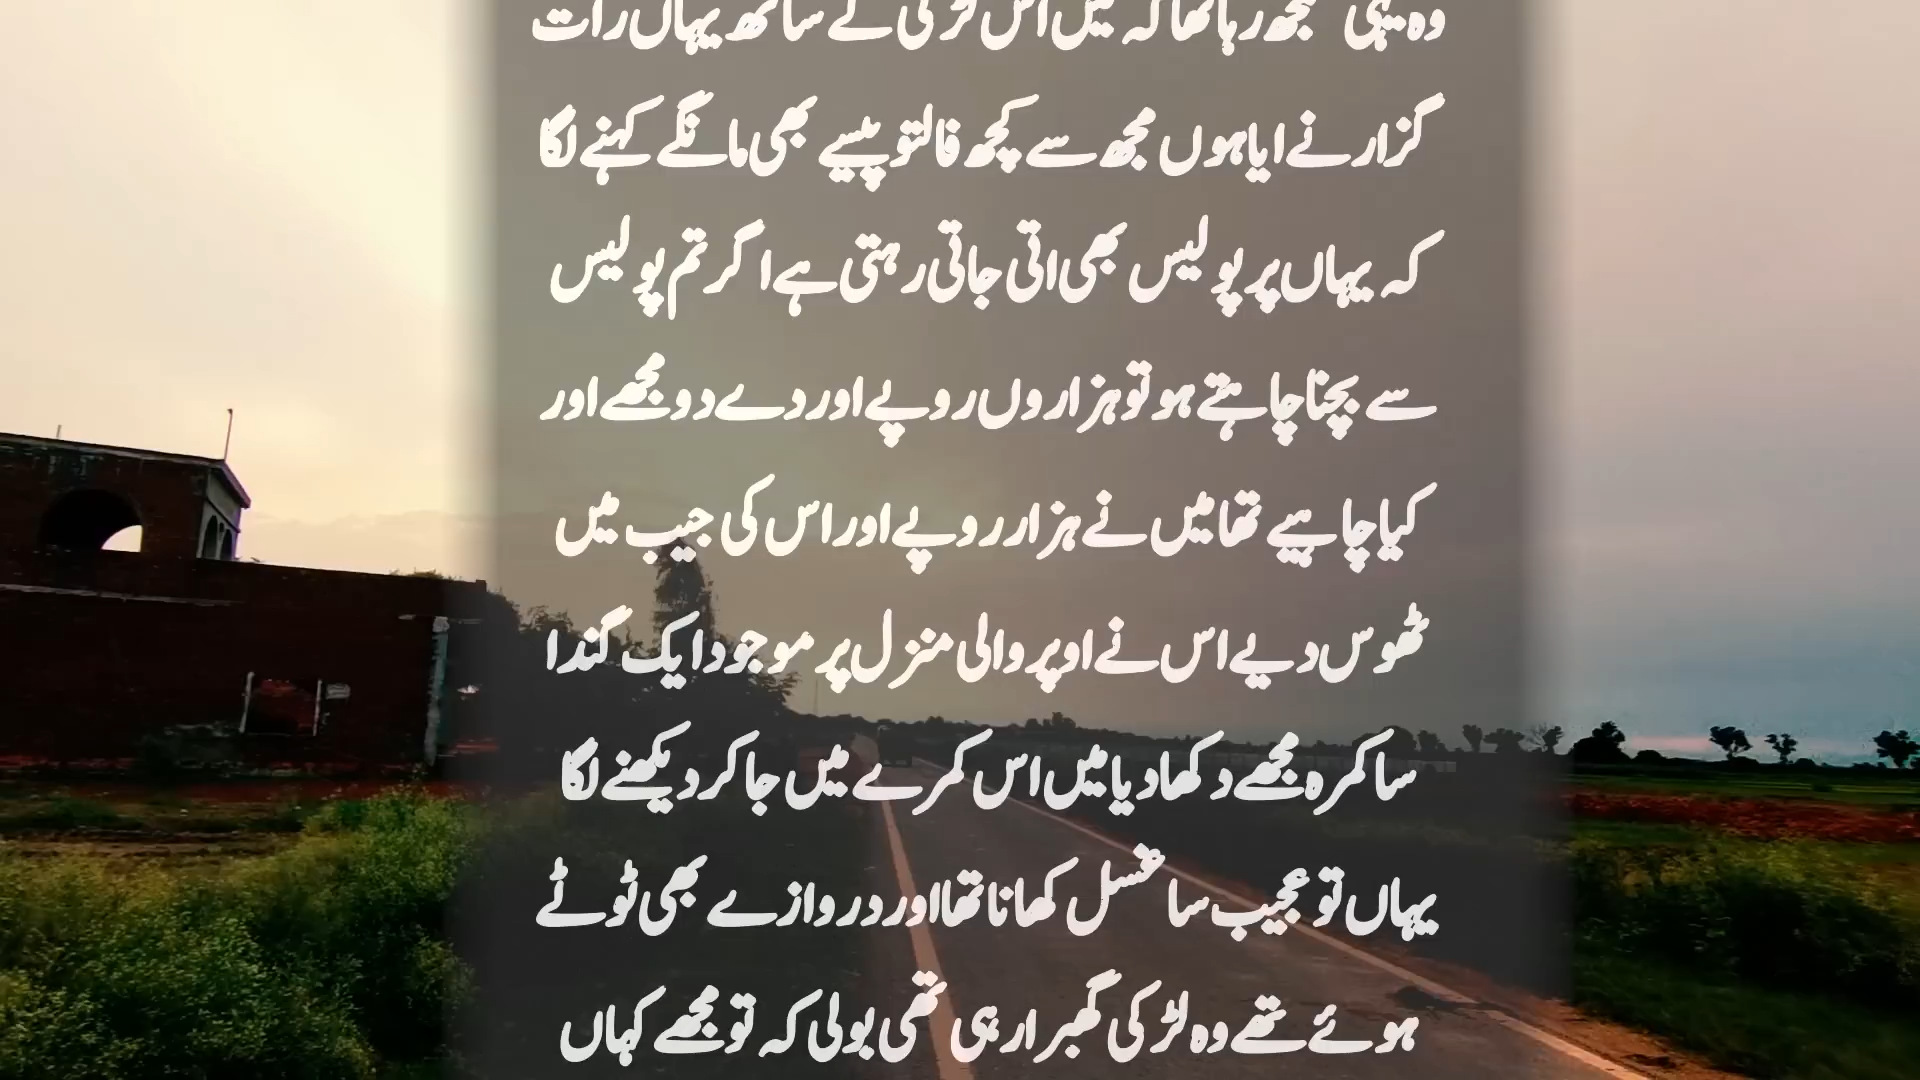 وہ یہی سمجھ رہا تھا کہ میں اس لڑکی کے ساتھ یہاں رات
گزارنے ایا ہوں مجھ سے کچھ فالتو پیسے بھی مانگے کہنے لگا
کہ یہاں پر پولیس بھی اتی جاتی رہتی ہے اگر تم پولیس
سے بچنا چاہتے ہو تو ہزاروں روپے اور دے دو مجھے اور
کیا چاہیے تھا میں نے ہزار روپے اور اس کی جیب میں
ٹھوس دیے اس نے اوپر والی منزل پر موجود ایک گندا
سا کمرہ مجھے دکھا دیا میں اس کمرے میں جا کر دیکھنے لگا
یہاں تو عجیب سا غسل کھانا تھا اور دروازے بھی ٹوٹے
ہوئے تھے وہ لڑکی گھبرا رہی تھی بولی کہ تو مجھے کہاں